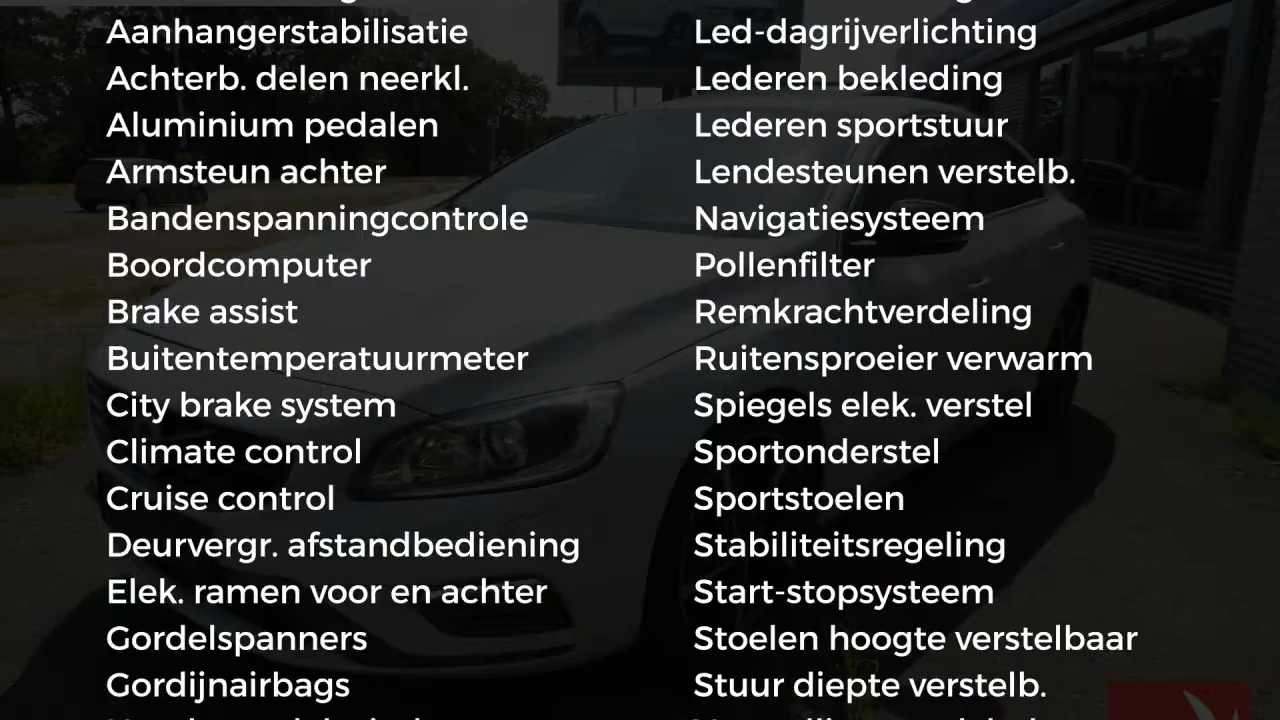 Aanhangerstabilisatie
Achterb. delen neerkl.
Aluminium pedalen
Armsteun achter
Bandenspanningcontrole
Boordcomputer
Brake assist
Buitentemperatuurmeter
City brake system
Climate control
Cruise control
Deurvergr. afstandbediening
Elek. ramen voor en achter
Gordelspanners
Gordijnairbags
Led-dagrijverlichting
Lederen bekleding
Lederen sportstuur
Lendesteunen verstelb.
Navigatiesysteem
Pollenfilter
Remkrachtverdeling
Ruitensproeier verwarm
Spiegels elek. verstel
Sportonderstel
Sportstoelen
Stabiliteitsregeling
Start-stopsysteem
Stoelen hoogte verstelbaar
Stuur diepte verstelb.